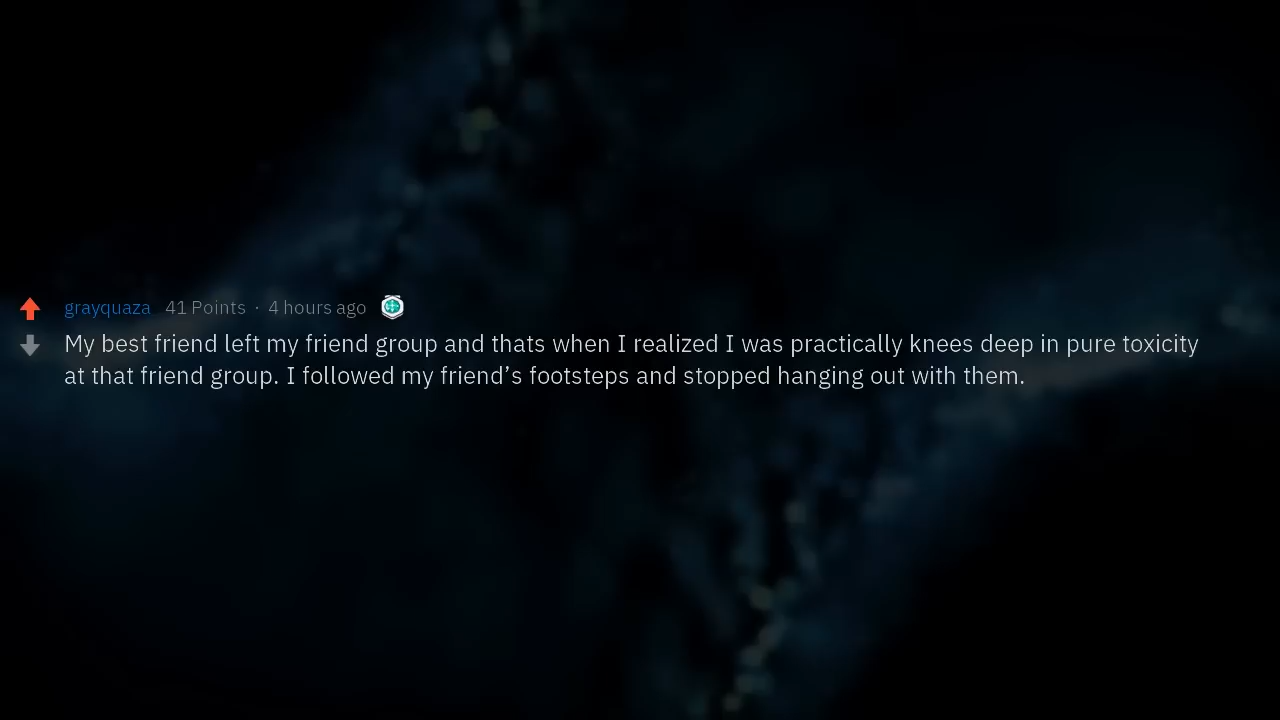 grayquaza 41 Points · 4 hours ago
My best friend left my friend group and thats when I realized I was practically knees deep in pure toxicity
at that friend group. I followed my friend’s footsteps and stopped hanging out with them.